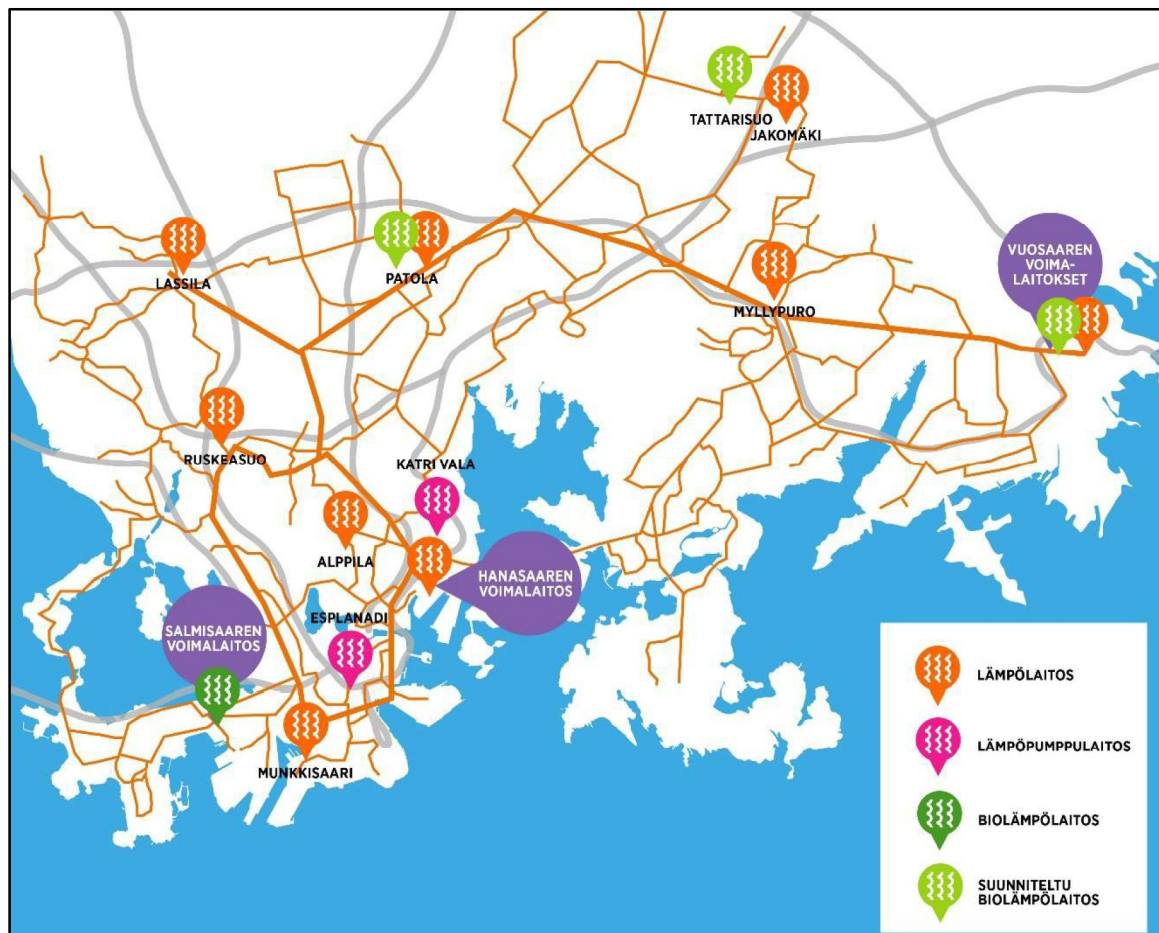 TATTARISUO
JAKOMÄKI
LASSILA
PATOLA
MYLLYPURO
VUOSAAREN
VOIMA-
LAITOKSET
RUSKEASUO
KATRI VALA
ALPPILA
HANASAAREN
VOIMALAITOS
ESPLANADI
SALMISAAREN
VOIMALAITOS
MUNKKISAARI
LÄMPÖLAITOS
LÄMPÖPUMPPULAITOS
BIOLÄMPÖLAITOS
SUUNNITELTU
BIOLÄMPÖLAITOS